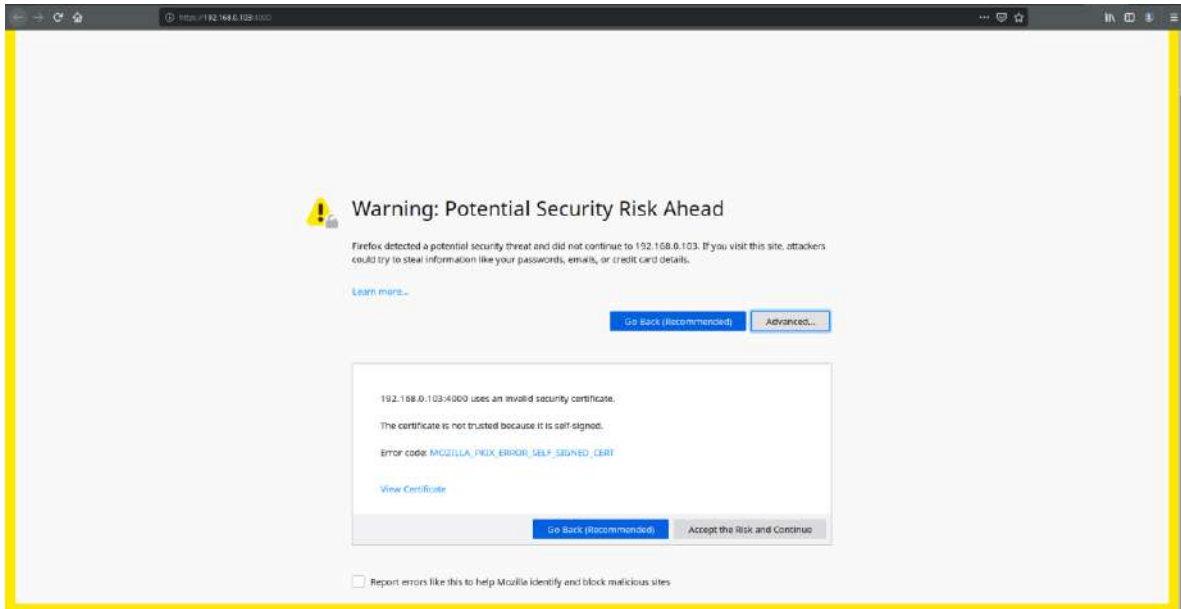 https://192.168.0.103:4000
Warning: Potential Security Risk Ahead
Firefox detected a potential security threat and did not continue to 192.168.0.103. If you visit this site, attackers
could try to steal information like your passwords, emails, or credit card details.
Learn more...
Go Back (Recommended)
Advanced...
192.168.0.103:4000 uses an invalid security certificate.
The certificate is not trusted because it is self-signed.
Error code: MOZILLA_PKIX_ERROR_SELF_SIGNED_CERT
View Certificate
Go Back (Recommended)
Accept the Risk and Continue
Report errors like this to help Mozilla identify and block malicious sites